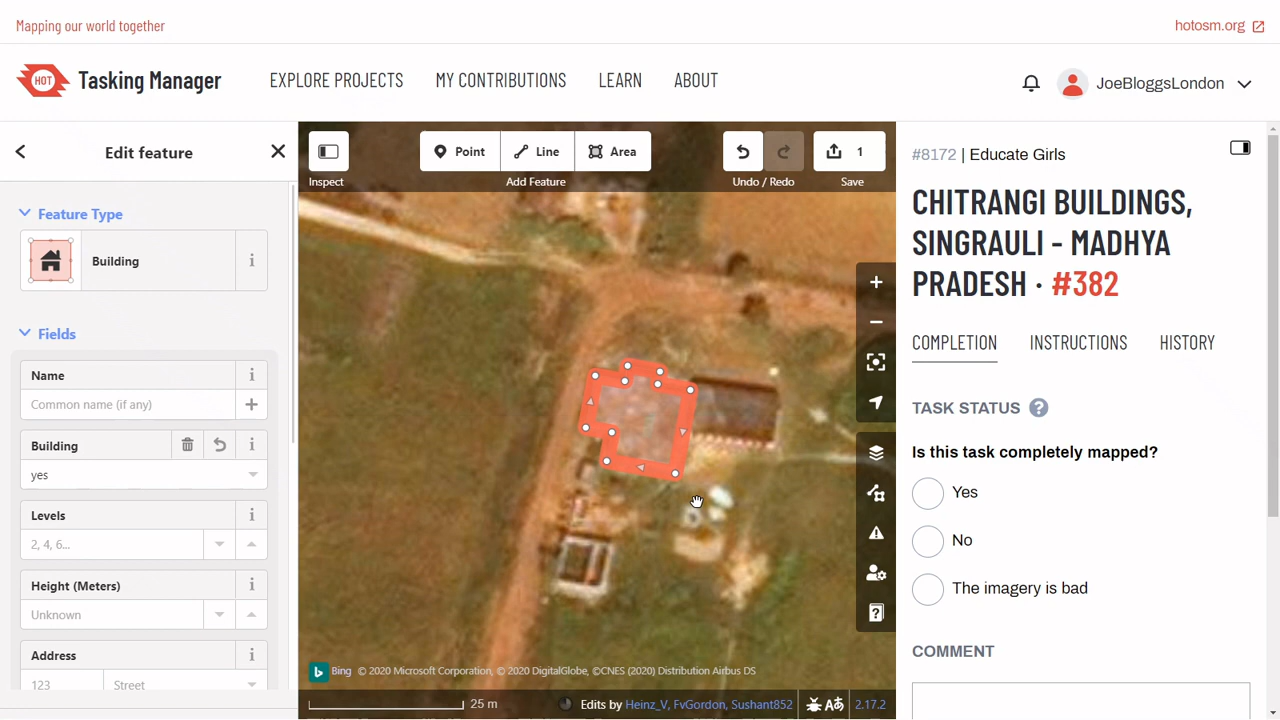 Mapping our world together
hotosm.org
HOT
Tasking Manager
EXPLORE PROJECTS
MY CONTRIBUTIONS
LEARN
ABOUT
JoeBloggsLondon
Edit feature
Feature Type
Building
Fields
Name
Common name (if any)
Building
yes
Levels
2, 4, 6...
Height (Meters)
Unknown
Address
123
Street
Inspect
Point
Line
Area
Add Feature
Undo / Redo
1
Save
Bing
© 2020 Microsoft Corporation, © 2020 DigitalGlobe, ©CNES (2020) Distribution Airbus DS
25 m
Edits by Heinz_V, FvGordon, Sushant852
2.17.2
#8172 | Educate Girls
CHITRANGI BUILDINGS,
SINGRAULI - MADHYA
PRADESH · #382
COMPLETION
INSTRUCTIONS
HISTORY
TASK STATUS ?
Is this task completely mapped?
Yes
No
The imagery is bad
COMMENT